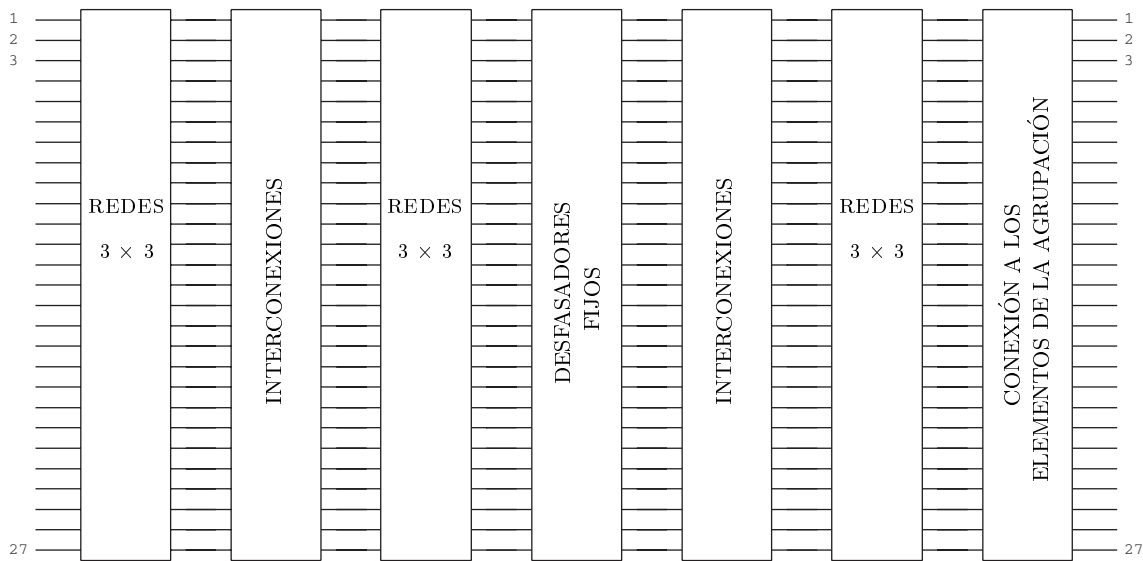 1
2
3
27
REDES
3 × 3
INTERCONEXIONES
REDES
3 × 3
DESFASADORES
FIJOS
INTERCONEXIONES
REDES
3 × 3
CONEXIÓN A LOS
ELEMENTOS DE LA AGRUPACIÓN
1
2
3
27